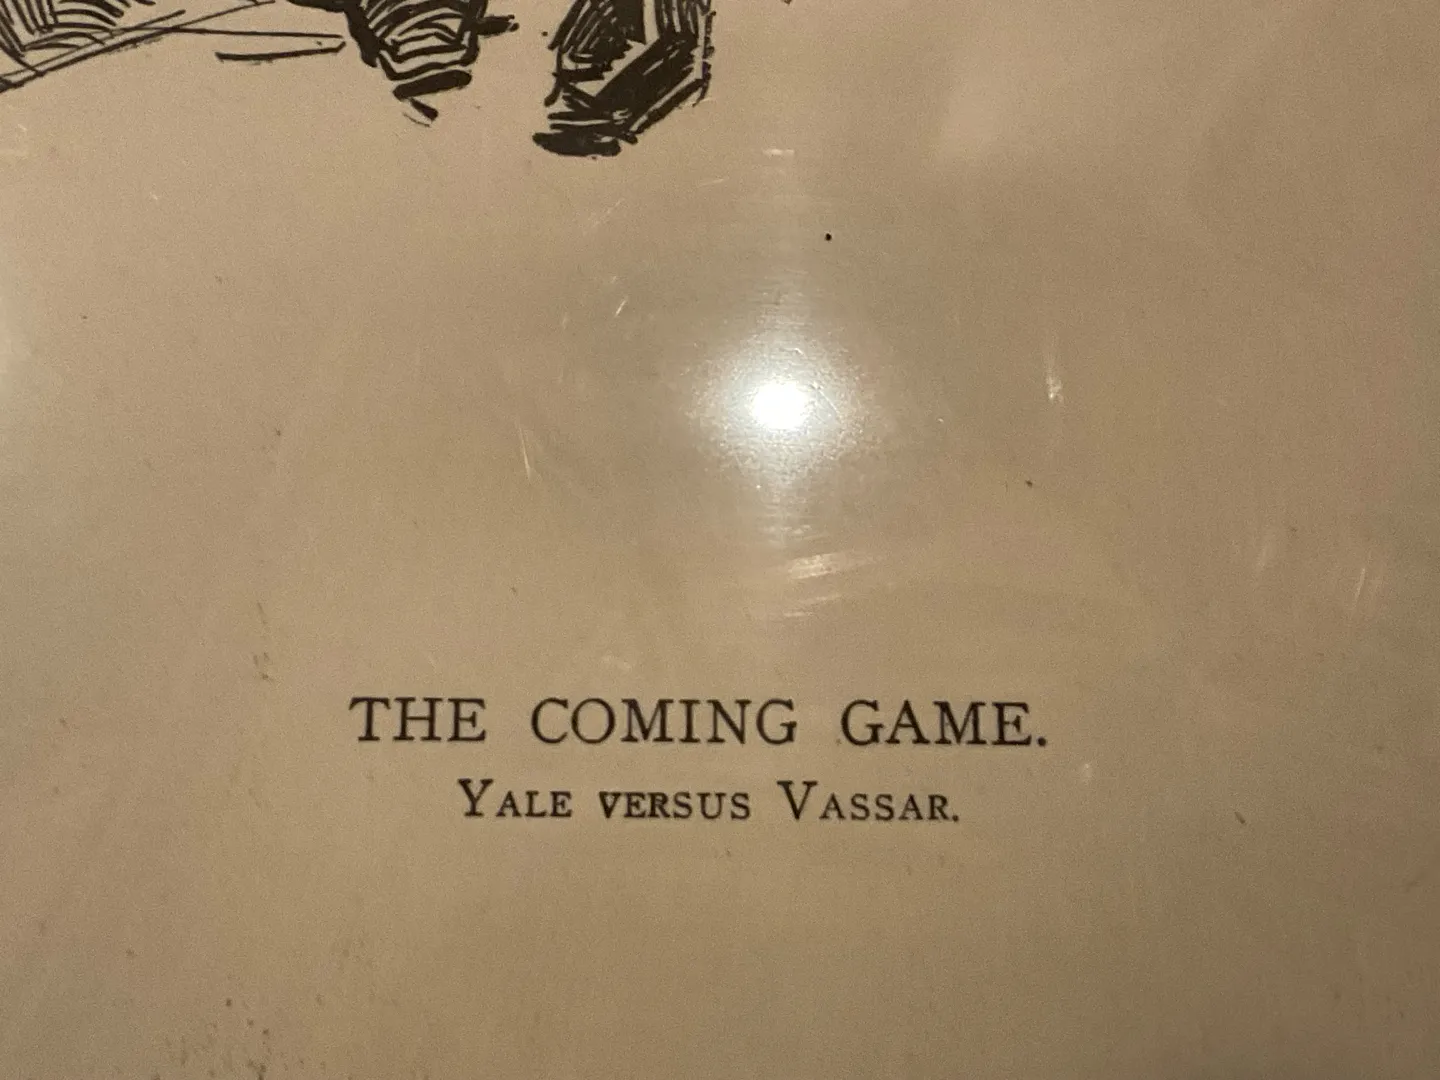 THE COMING GAME.
YALE VERSUS VASSAR.